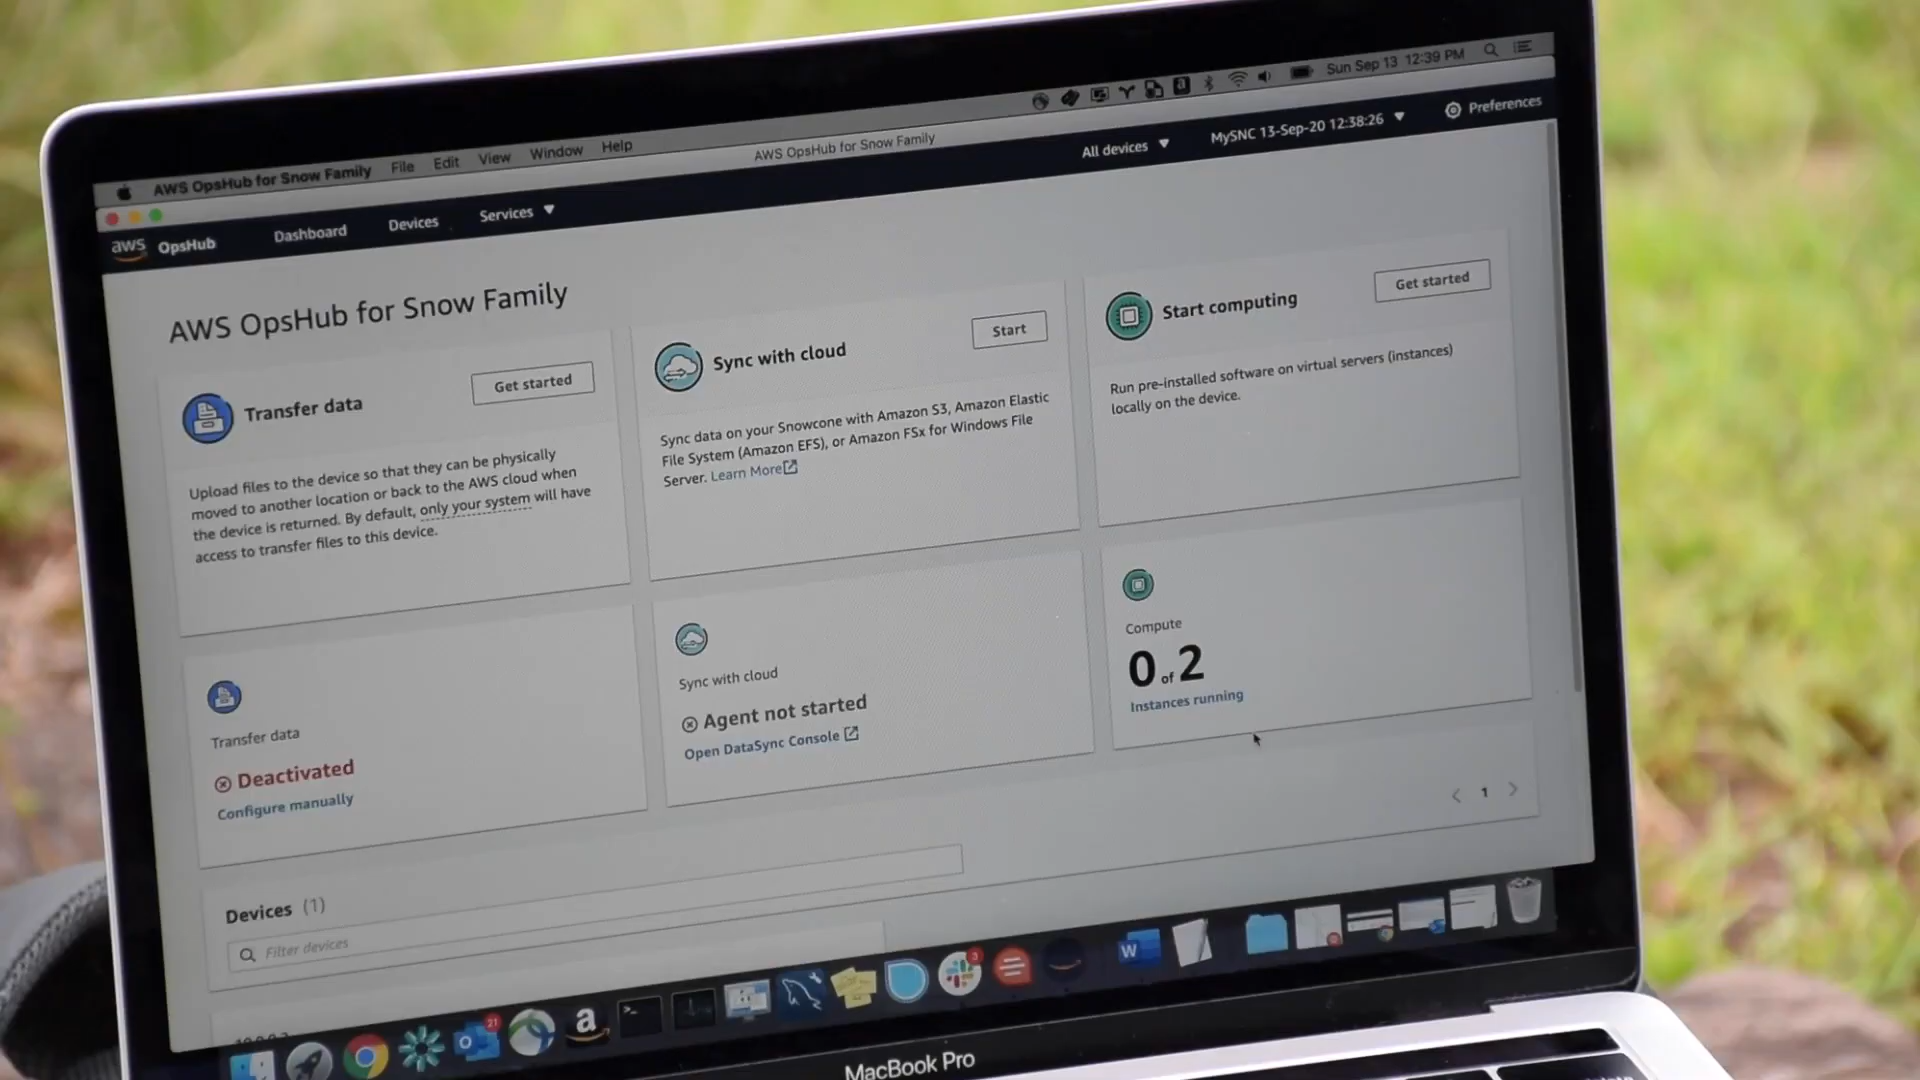 Sun Sep 13 12:39 PM
AWS OpsHub for Snow Family File Edit View Window Help
AWS OpsHub for Snow Family
aws OpsHub Dashboard Devices Services All devices MySNC 13-Sep-20 12:38:26 Preferences
AWS OpsHub for Snow Family
Transfer data
Get started
Upload files to the device so that they can be physically
moved to another location or back to the AWS cloud when
the device is returned. By default, only your system will have
access to transfer files to this device.
Sync with cloud
Start
Sync data on your Snowcone with Amazon S3, Amazon Elastic
File System (Amazon EFS), or Amazon FSx for Windows File
Server. Learn More
Start computing
Get started
Run pre-installed software on virtual servers (instances)
locally on the device.
Transfer data
Deactivated
Configure manually
Sync with cloud
Agent not started
Open DataSync Console
Compute
0 of 2
Instances running
1
Devices (1)
Filter devices
21
a
3
W
MacBook Pro